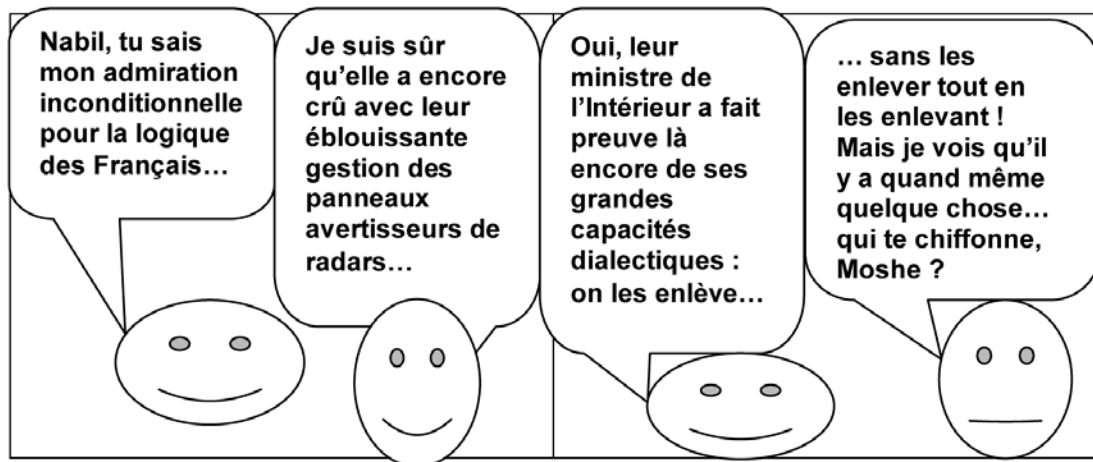 Nabil, tu sais
mon admiration
inconditionnelle
pour la logique
des Français…
Je suis sûr
qu’elle a encore
crû avec leur
éblouissante
gestion des
panneaux
avertisseurs de
radars…
Oui, leur
ministre de
l’Intérieur a fait
preuve là
encore de ses
grandes
capacités
dialectiques :
on les enlève…
… sans les
enlever tout en
les enlevant !
Mais je vois qu’il
y a quand même
quelque chose…
qui te chiffonne,
Moshe ?